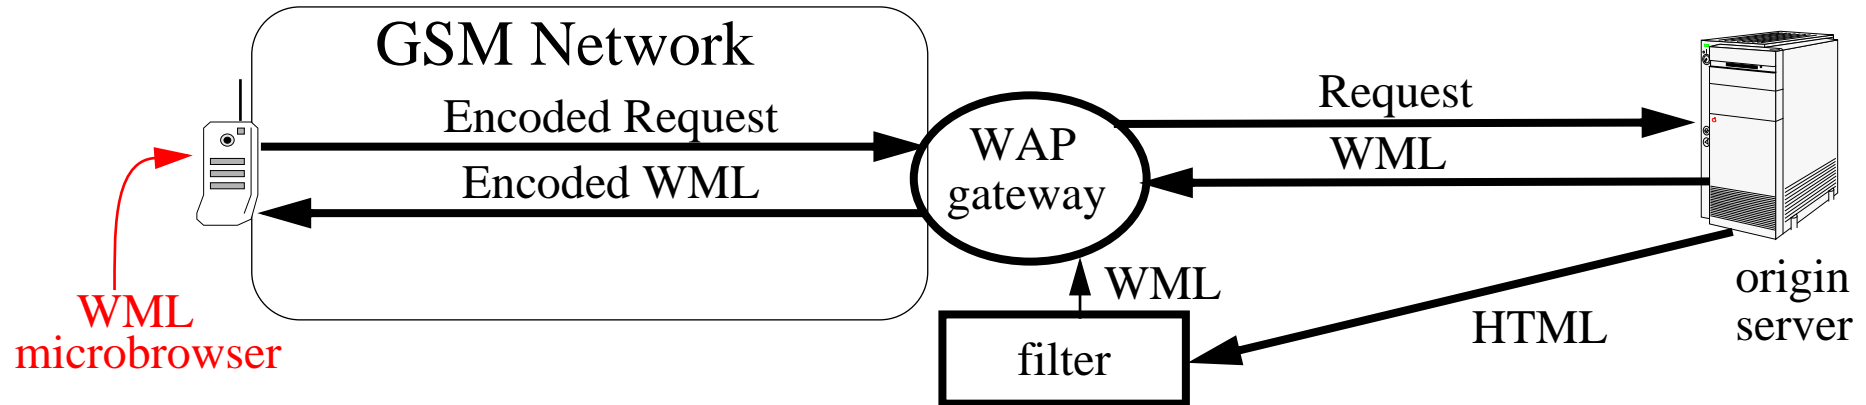 GSM Network
Encoded Request
Encoded WML
WAP
gateway
Request
WML
WML
HTML
filter
origin
server
WML
microbrowser